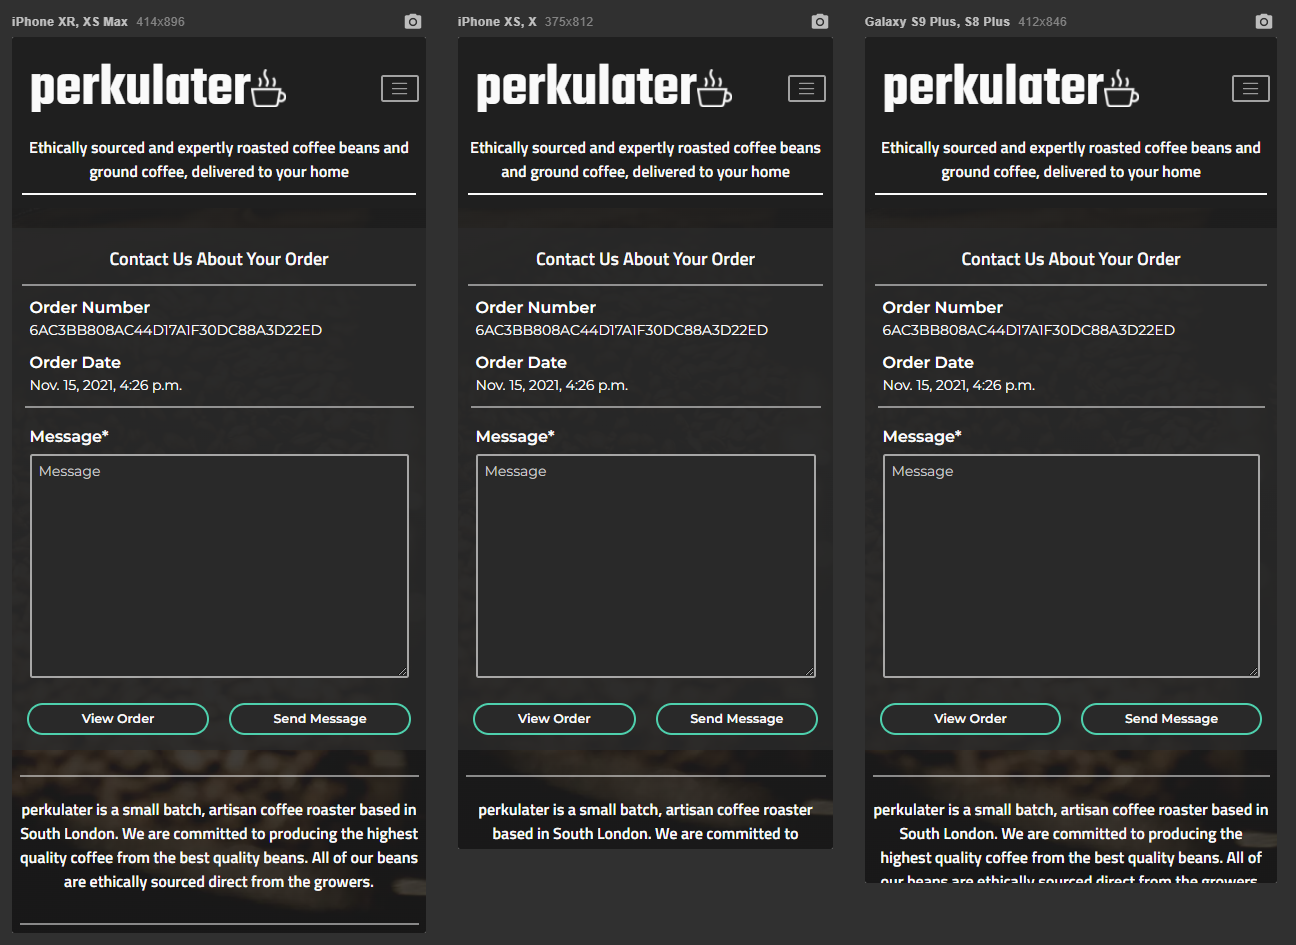 iPhone XR, XS Max 414x896
perkulater
Ethically sourced and expertly roasted coffee beans and
ground coffee, delivered to your home
Contact Us About Your Order
Order Number
6AC3BB808AC44D17A1F30DC88A3D22ED
Order Date
Nov. 15, 2021, 4:26 p.m.
Message*
Message
View Order
Send Message
perkulater is a small batch, artisan coffee roaster based in
South London. We are committed to producing the highest
quality coffee from the best quality beans. All of our beans
are ethically sourced direct from the growers.
iPhone XS, X 375x812
perkulater
Ethically sourced and expertly roasted coffee beans
and ground coffee, delivered to your home
Contact Us About Your Order
Order Number
6AC3BB808AC44D17A1F30DC88A3D22ED
Order Date
Nov. 15, 2021, 4:26 p.m.
Message*
Message
View Order
Send Message
perkulater is a small batch, artisan coffee roaster
based in South London. We are committed to
Galaxy S9 Plus, S8 Plus 412x846
perkulater
Ethically sourced and expertly roasted coffee beans and
ground coffee, delivered to your home
Contact Us About Your Order
Order Number
6AC3BB808AC44D17A1F30DC88A3D22ED
Order Date
Nov. 15, 2021, 4:26 p.m.
Message*
Message
View Order
Send Message
perkulater is a small batch, artisan coffee roaster based in
South London. We are committed to producing the
highest quality coffee from the best quality beans. All of
our beans are ethically sourced direct from the growers.